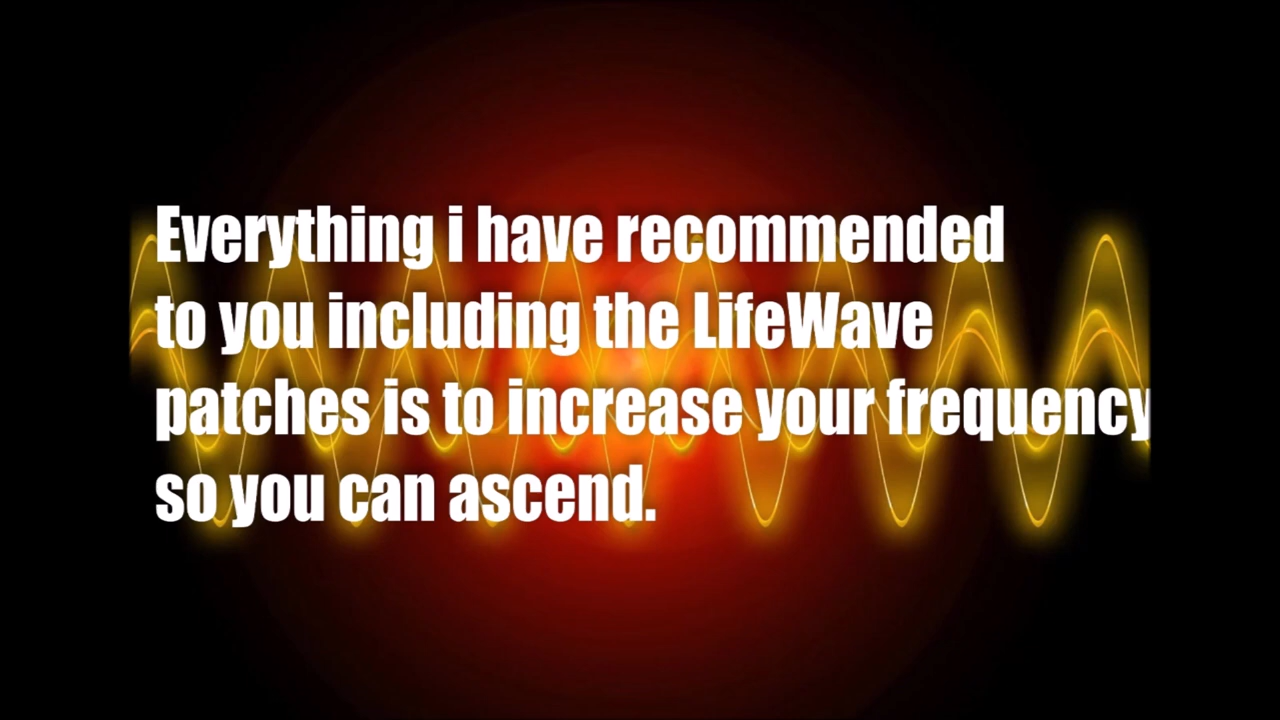 Everything i have recommended
to you including the LifeWave
patches is to increase your frequency
so you can ascend.